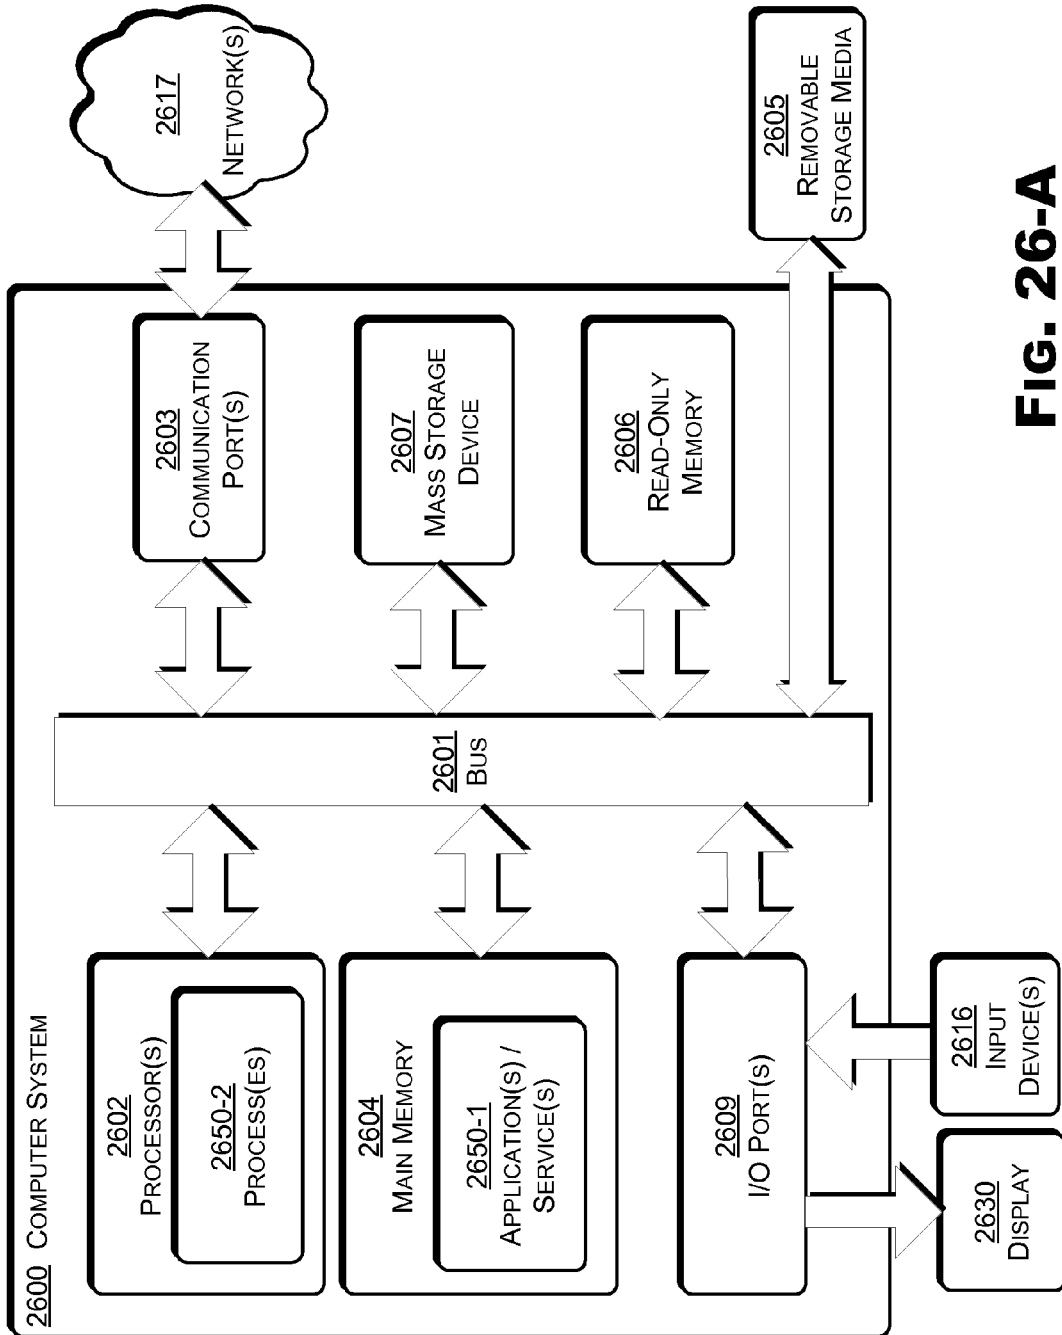 2600 COMPUTER SYSTEM
2602
PROCESSOR(S)
2650-2
PROCESS(ES)
2604
MAIN MEMORY
2650-1
APPLICATION(S) /
SERVICE(S)
2609
I/O PORT(S)
2630
DISPLAY
2616
INPUT
DEVICE(S)
2601
BUS
2603
COMMUNICATION
PORT(S)
2607
MASS STORAGE
DEVICE
2606
READ-ONLY
MEMORY
2617
NETWORK(S)
2605
REMOVABLE
STORAGE MEDIA
FIG. 26-A